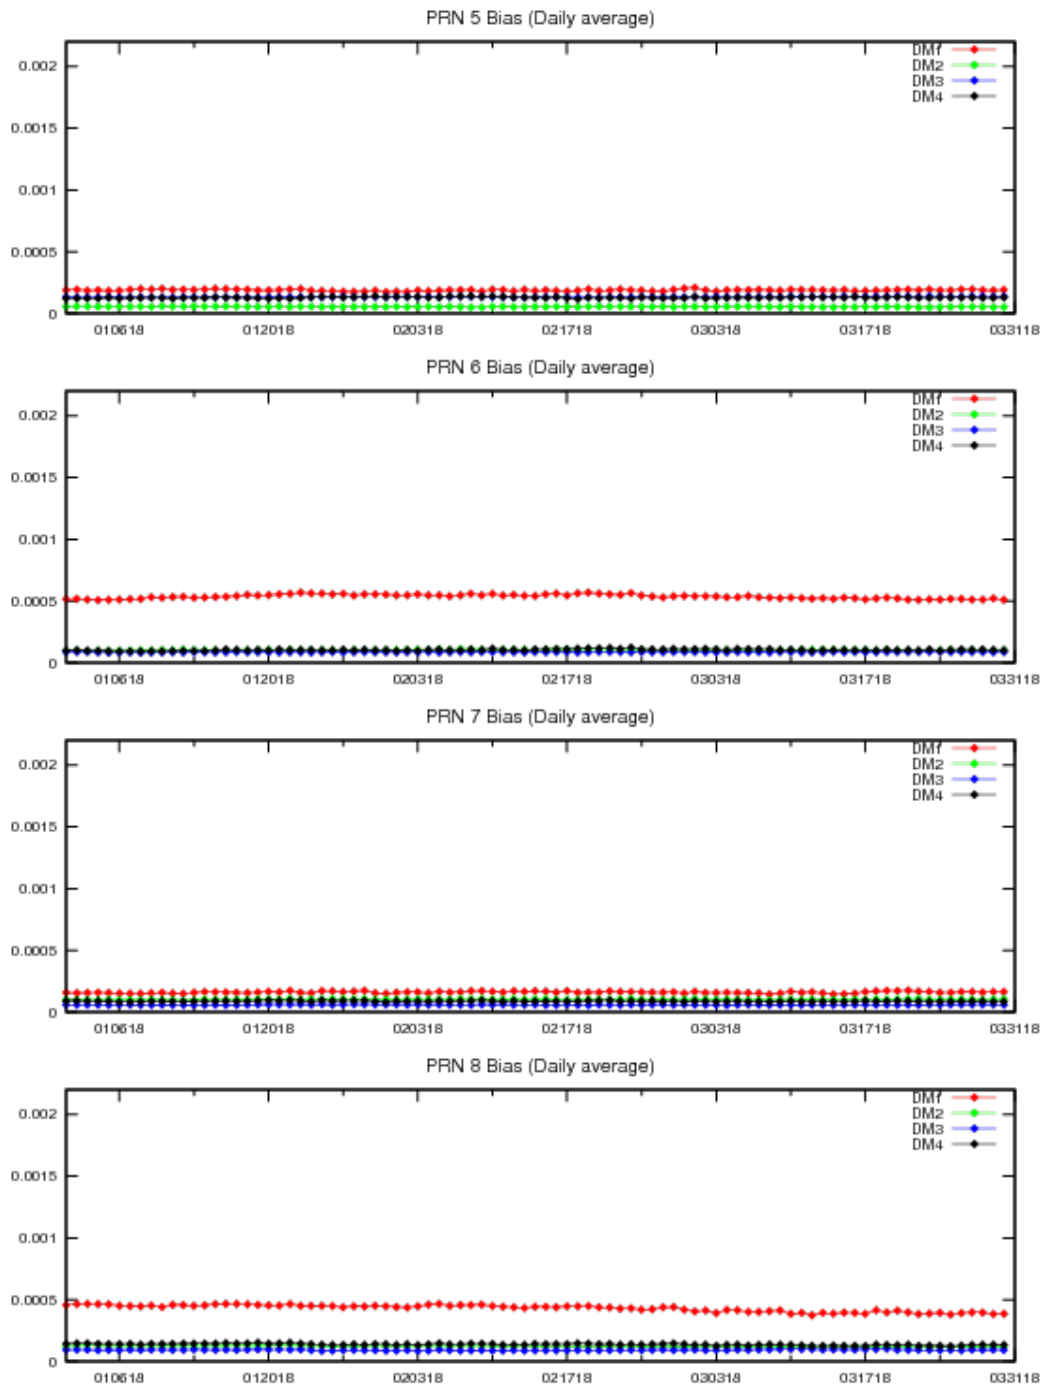 PRN 5 Bias (Daily average)
DM1
0.002
DM2
DM3
DM4
0.0015
0.001
0.0005
0
010618 012018 020318 021718 030318 031718 033118
PRN 6 Bias (Daily average)
DM1
0.002
DM2
DM3
DM4
0.0015
0.001
0.0005
0
010618 012018 020318 021718 030318 031718 033118
PRN 7 Bias (Daily average)
DM1
0.002
DM2
DM3
DM4
0.0015
0.001
0.0005
0
010618 012018 020318 021718 030318 031718 033118
PRN 8 Bias (Daily average)
DM1
0.002
DM2
DM3
DM4
0.0015
0.001
0.0005
0
010618 012018 020318 021718 030318 031718 033118